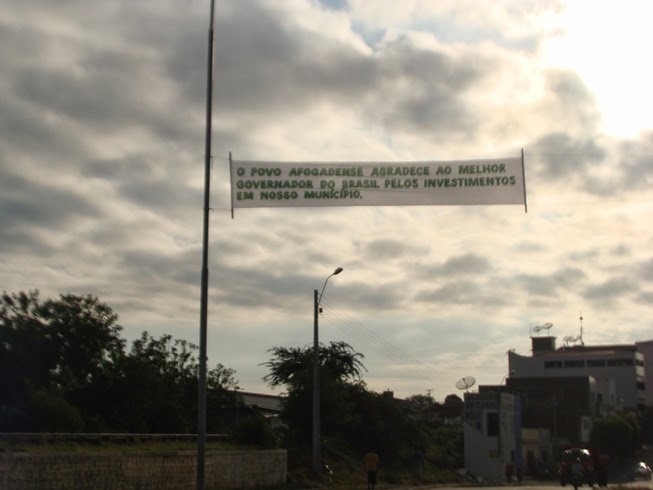 O POVO AFOGADENSE AGRADECE AO MELHOR
GOVERNADOR DO BRASIL PELOS INVESTIMENTOS
EM NOSSO MUNICÍPIO.